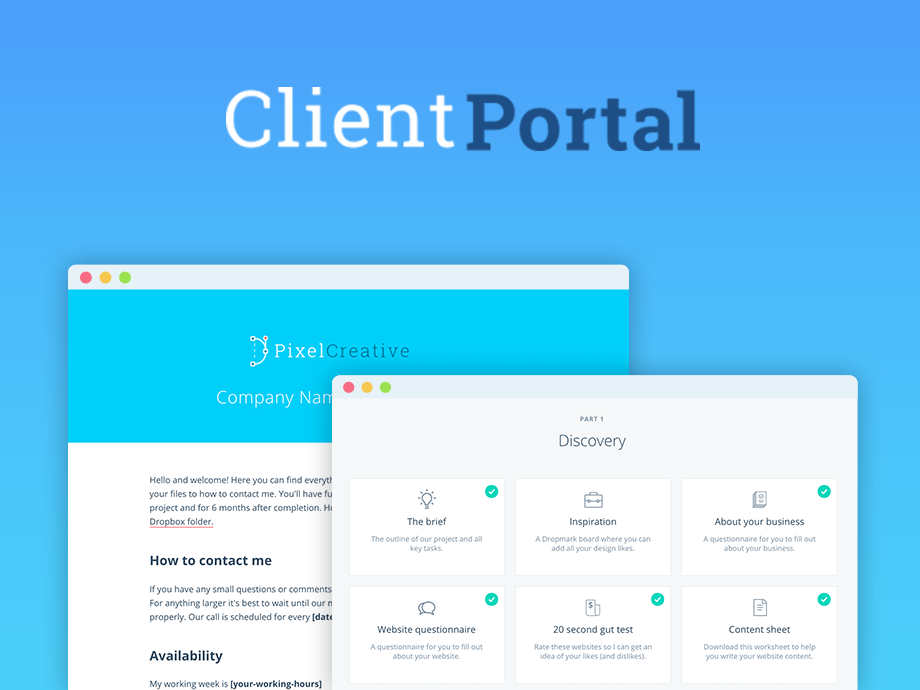 Client Portal
PixelCreative
Company
Hello and welcome! Here you can find
your files to how to contact me. You'll have
project and for 6 months after completion.
Dropbox folder.
How to contact me
If you have any small questions or comments
For anything larger it's best to wait until our
properly. Our call is scheduled for every
Availability
My working week is [your-working-hours]
PART 1
Discovery
The brief
The outline of our project and all
key tasks.
Inspiration
A Dropmark board where you can
add all your design likes.
About your business
A questionnaire for you to fill out
about your business.
Website questionnaire
A questionnaire for you to fill out
about your website.
20 second gut test
$
Rate these websites so I can get an
idea of your likes (and dislikes).
Content sheet
Download this worksheet to help
you write your website content.